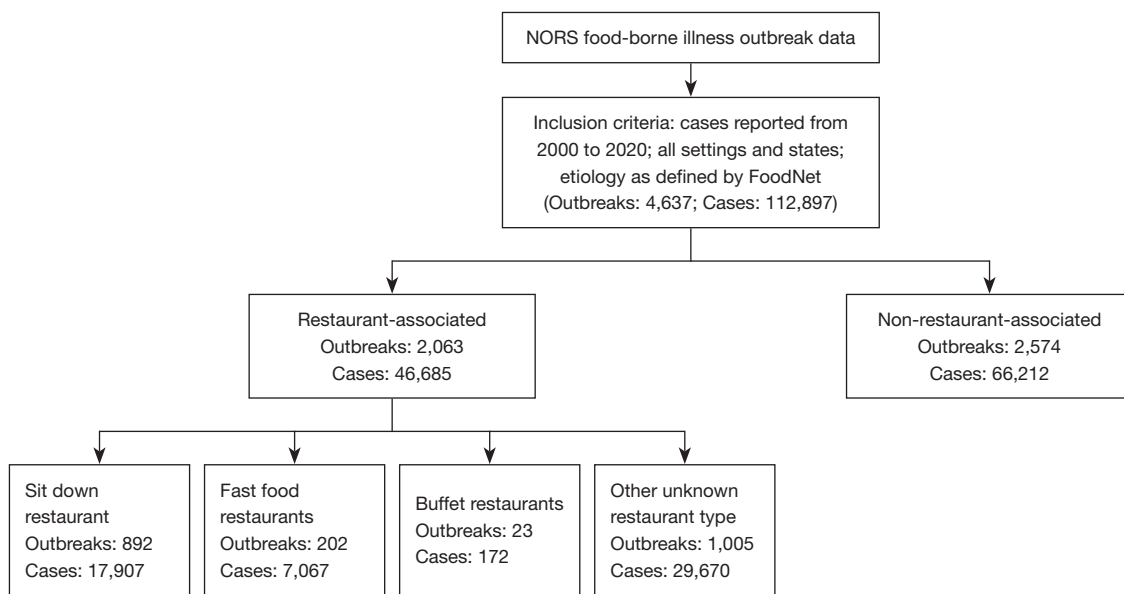 NORS food-borne illness outbreak data
Inclusion criteria: cases reported from
2000 to 2020; all settings and states;
etiology as defined by FoodNet
(Outbreaks: 4,637; Cases: 112,897)
Restaurant-associated
Outbreaks: 2,063
Cases: 46,685
Non-restaurant-associated
Outbreaks: 2,574
Cases: 66,212
Sit down
restaurant
Outbreaks: 892
Cases: 17,907
Fast food
restaurants
Outbreaks: 202
Cases: 7,067
Buffet restaurants
Outbreaks: 23
Cases: 172
Other unknown
restaurant type
Outbreaks: 1,005
Cases: 29,670